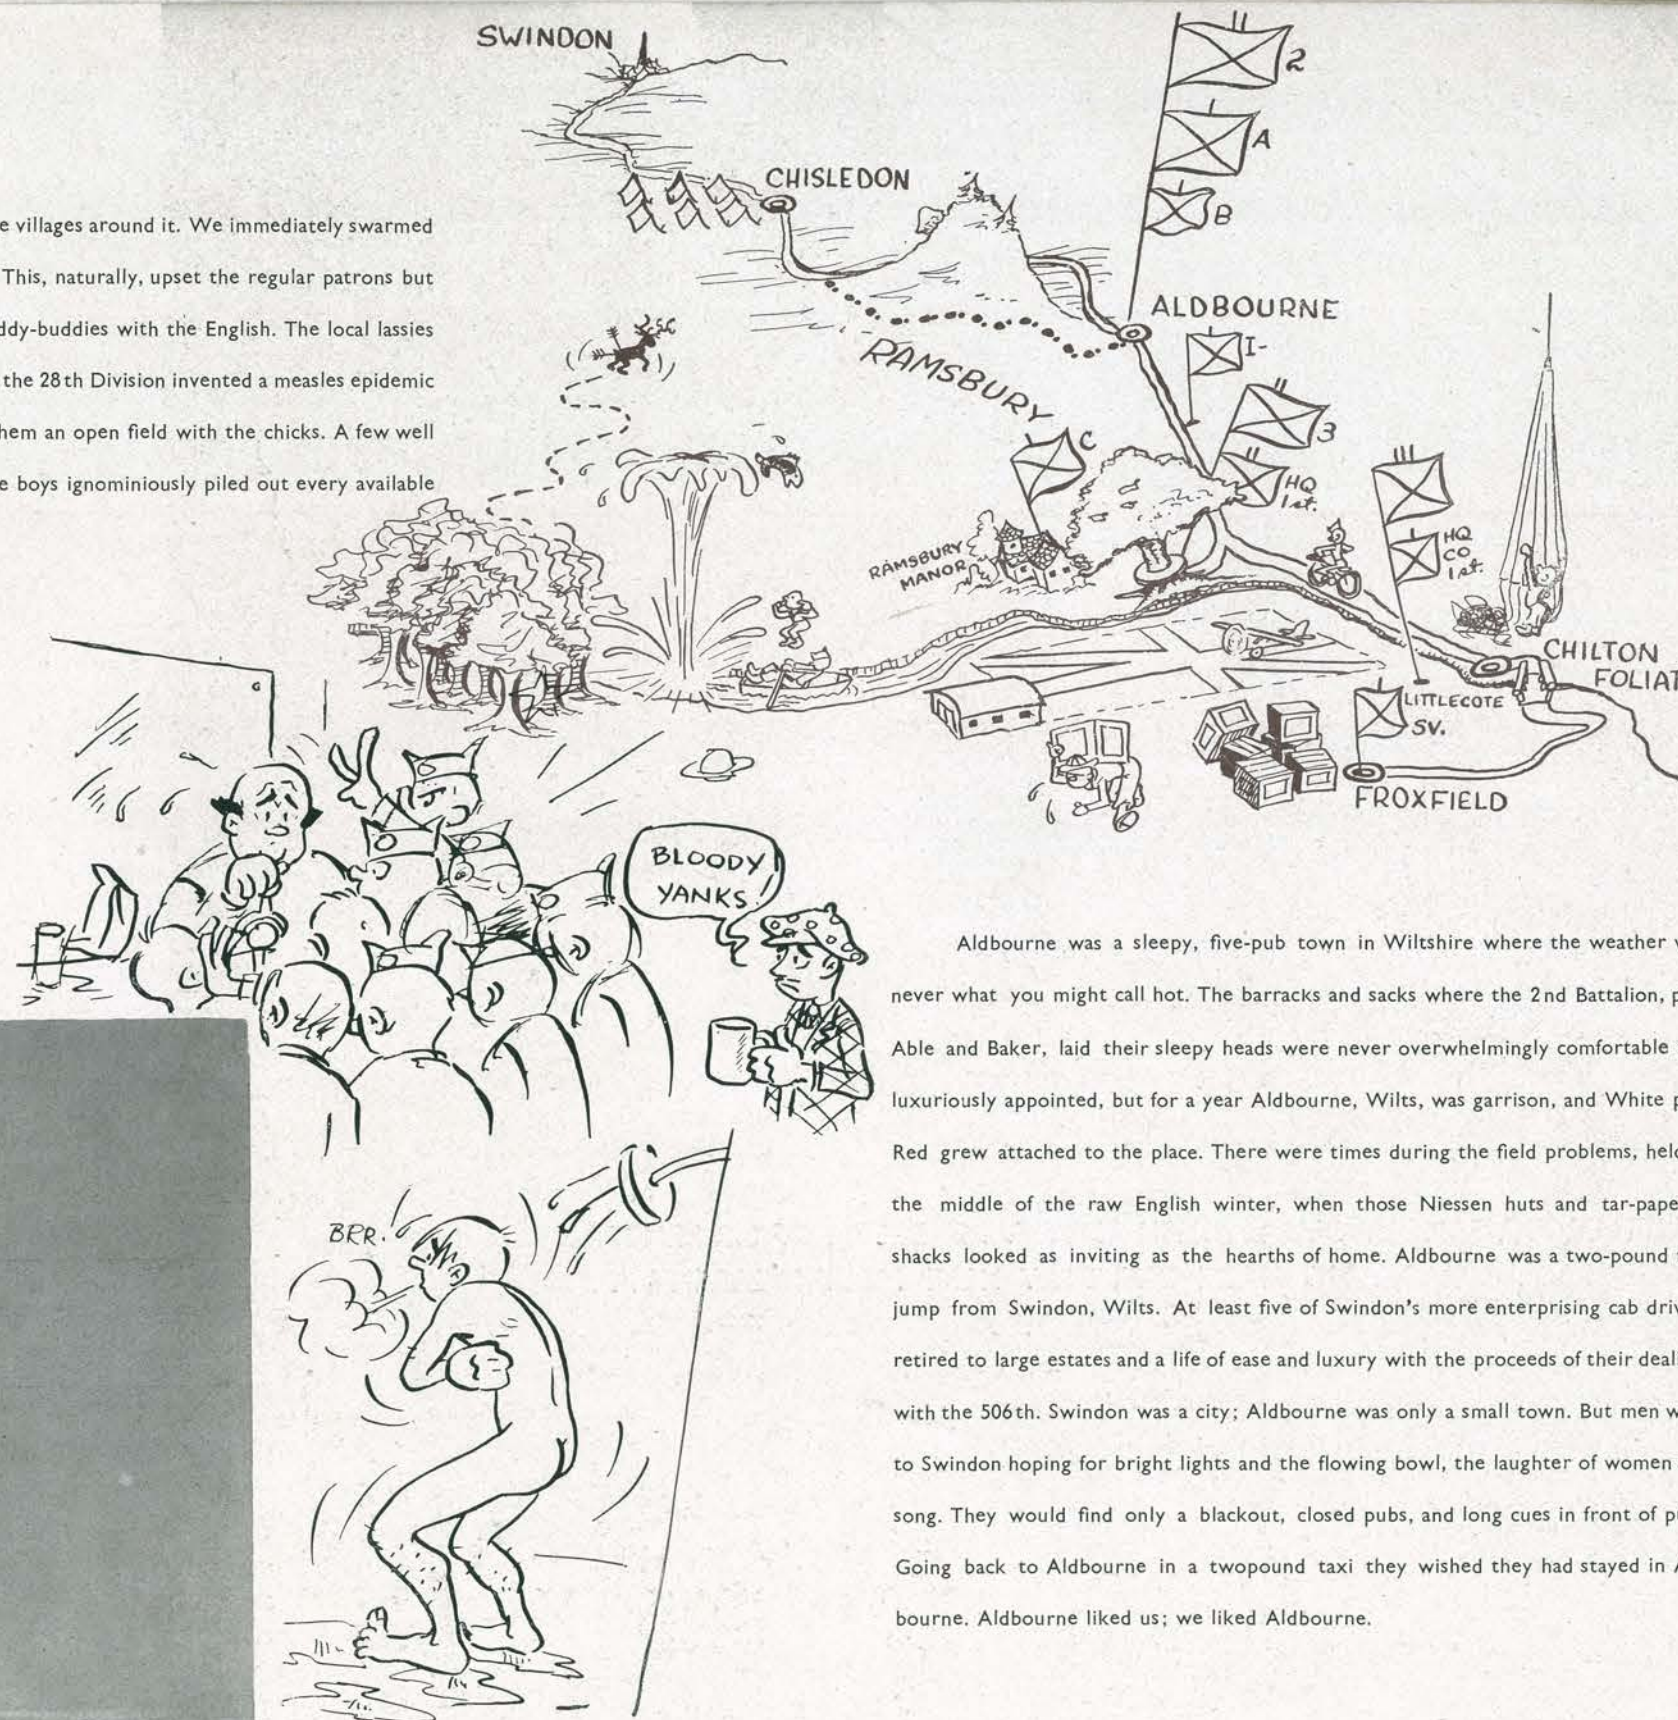 SWINDON
2
A
B
CHISLEDON
e villages around it. We immediately swarmed
This, naturally, upset the regular patrons but
ddy-buddies with the English. The local lassies
the 28th Division invented a measles epidemic
hem an open field with the chicks. A few well
e boys ignominiously piled out every available
ALDBOURNE
I-
RAMSBURY
C
3
HQ
1st.
RAMSBURY
MANOR
HQ
CO
1st.
CHILTON
FOLIAT
LITTLECOTE
SV.
FROXFIELD
BLOODY
YANKS!
Aldbourne was a sleepy, five-pub town in Wiltshire where the weather
never what you might call hot. The barracks and sacks where the 2nd Battalion, p
Able and Baker, laid their sleepy heads were never overwhelmingly comfortable
luxuriously appointed, but for a year Aldbourne, Wilts, was garrison, and White p
Red grew attached to the place. There were times during the field problems, held
the middle of the raw English winter, when those Niessen huts and tar-pape
shacks looked as inviting as the hearths of home. Aldbourne was a two-pound
jump from Swindon, Wilts. At least five of Swindon's more enterprising cab driv
retired to large estates and a life of ease and luxury with the proceeds of their deali
with the 506th. Swindon was a city; Aldbourne was only a small town. But men w
to Swindon hoping for bright lights and the flowing bowl, the laughter of women
song. They would find only a blackout, closed pubs, and long cues in front of p
Going back to Aldbourne in a twopound taxi they wished they had stayed in A
bourne. Aldbourne liked us; we liked Aldbourne.
BRR!